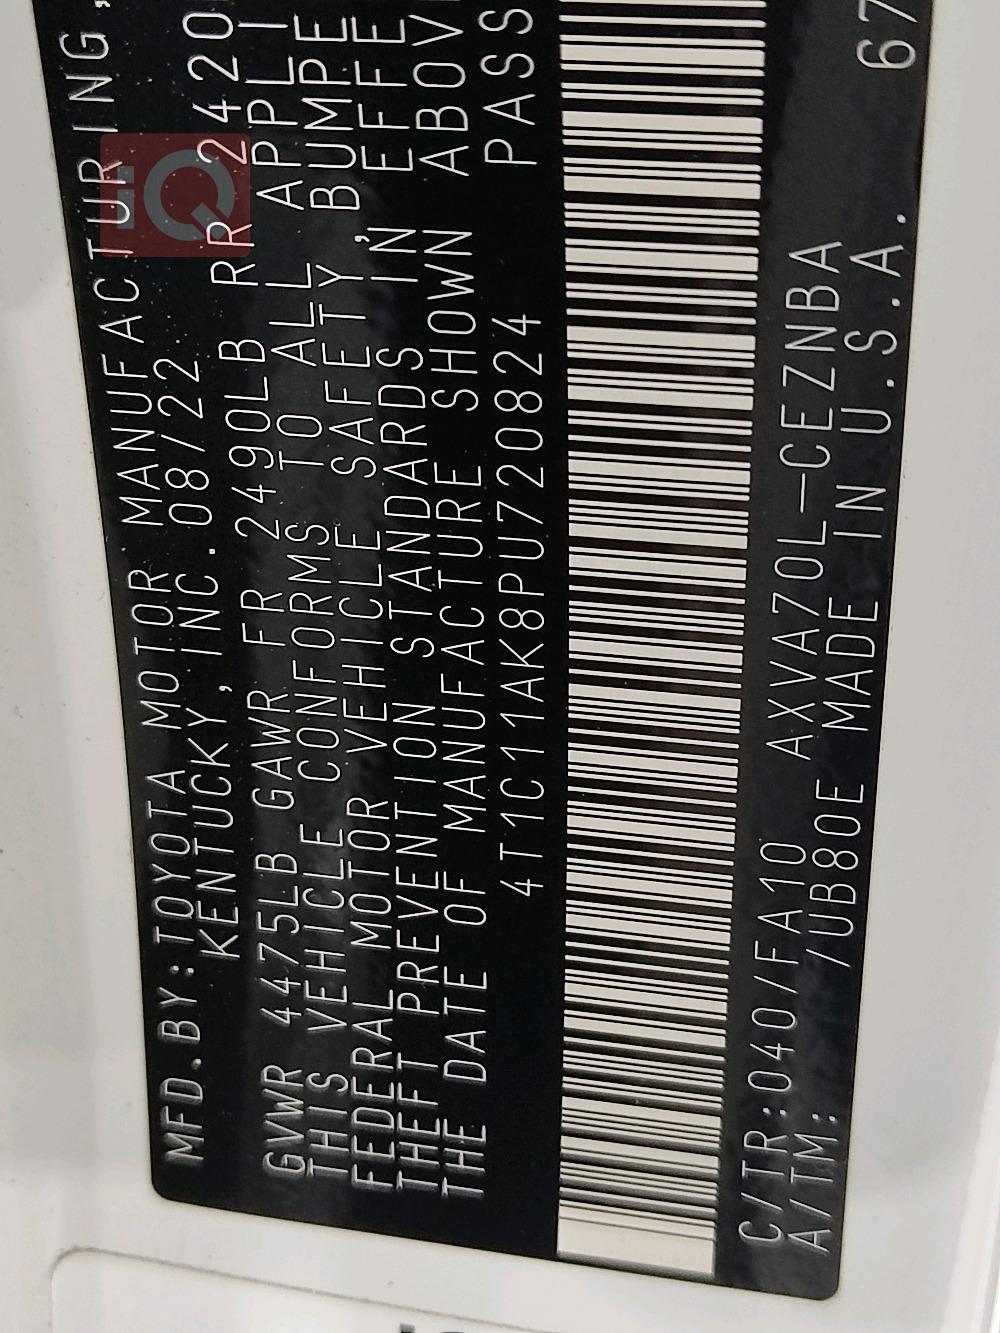 MFD.BY:TOYOTA MOTOR MANUFACTURING,
KENTUCKY, INC. 08/22
GVWR 4475LB GAWR FR 2490LB RR 2420
THIS VEHICLE CONFORMS TO ALL APPLI
FEDERAL MOTOR VEHICLE SAFETY, BUMPE
THEFT PREVENTION STANDARDS IN EFFE
THE DATE OF MANUFACTURE SHOWN ABOV
4T1C11AK8PU720824 PASS
C/TR:040/FA10 AXVA70L-CEZNBA
A/TM: /UB80E MADE IN U.S.A. 67
iQ